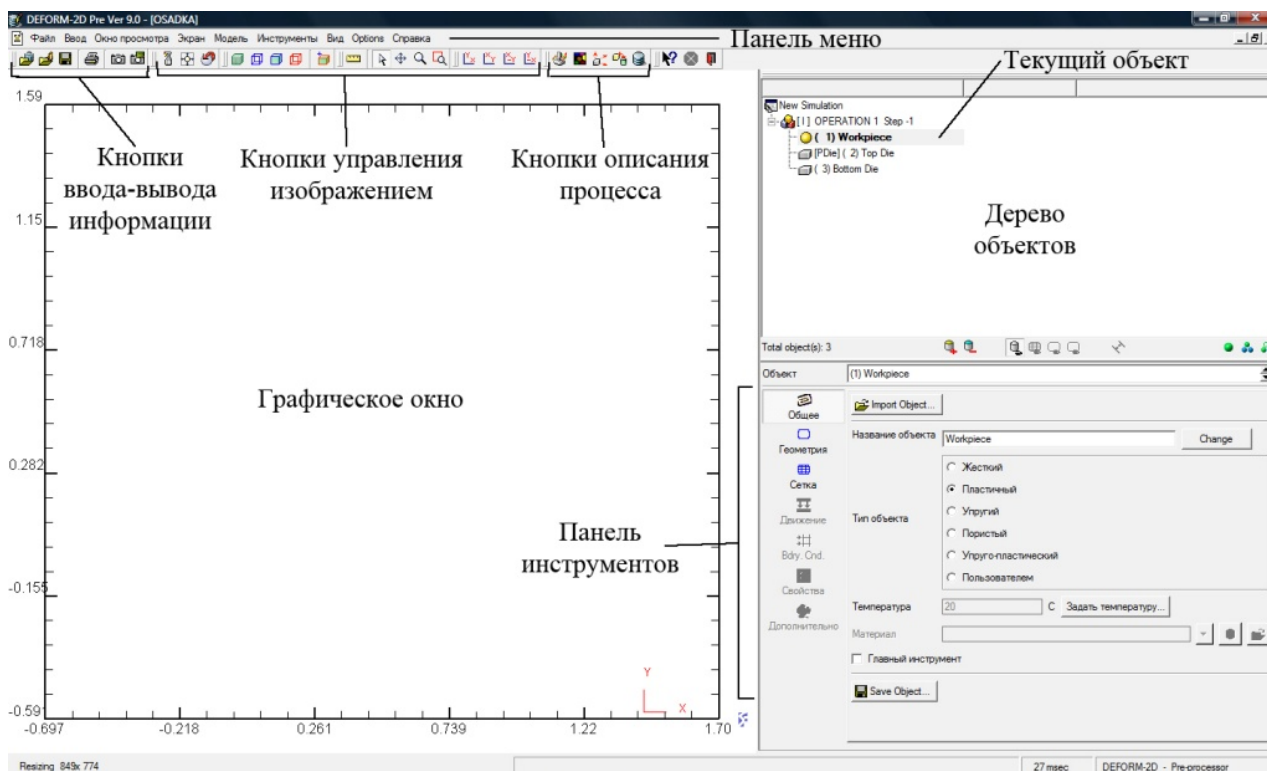 DEFORM-2D Pre Ver 9.0 - [OSADKA]
Файл Ввод Окно просмотра Экран Модель Инструменты Вид Options Справка
Панель меню
Текущий объект
Кнопки ввода-вывода информации
Кнопки управления изображением
Кнопки описания процесса
New Simulation
[1] OPERATION 1 Step -1
( 1) Workpiece
[PDie] ( 2) Top Die
( 3) Bottom Die
Дерево объектов
Total object(s): 3
1.59
1.15
0.718
0.282
-0.155
-0.591
-0.697 -0.218 0.261 0.739 1.22 1.70
Y
X
Графическое окно
Панель инструментов
Объект (1) Workpiece
Общее
Геометрия
Сетка
Движение
Bdry. Cnd.
Свойства
Дополнительно
Import Object...
Название объекта Workpiece Change
Тип объекта
Жесткий
Пластичный
Упругий
Пористый
Упруго-пластический
Пользователем
Температура 20 C Задать температуру...
Материал
Главный инструмент
Save Object...
Resizing 849x 774
27 msec DEFORM-2D - Pre-processor